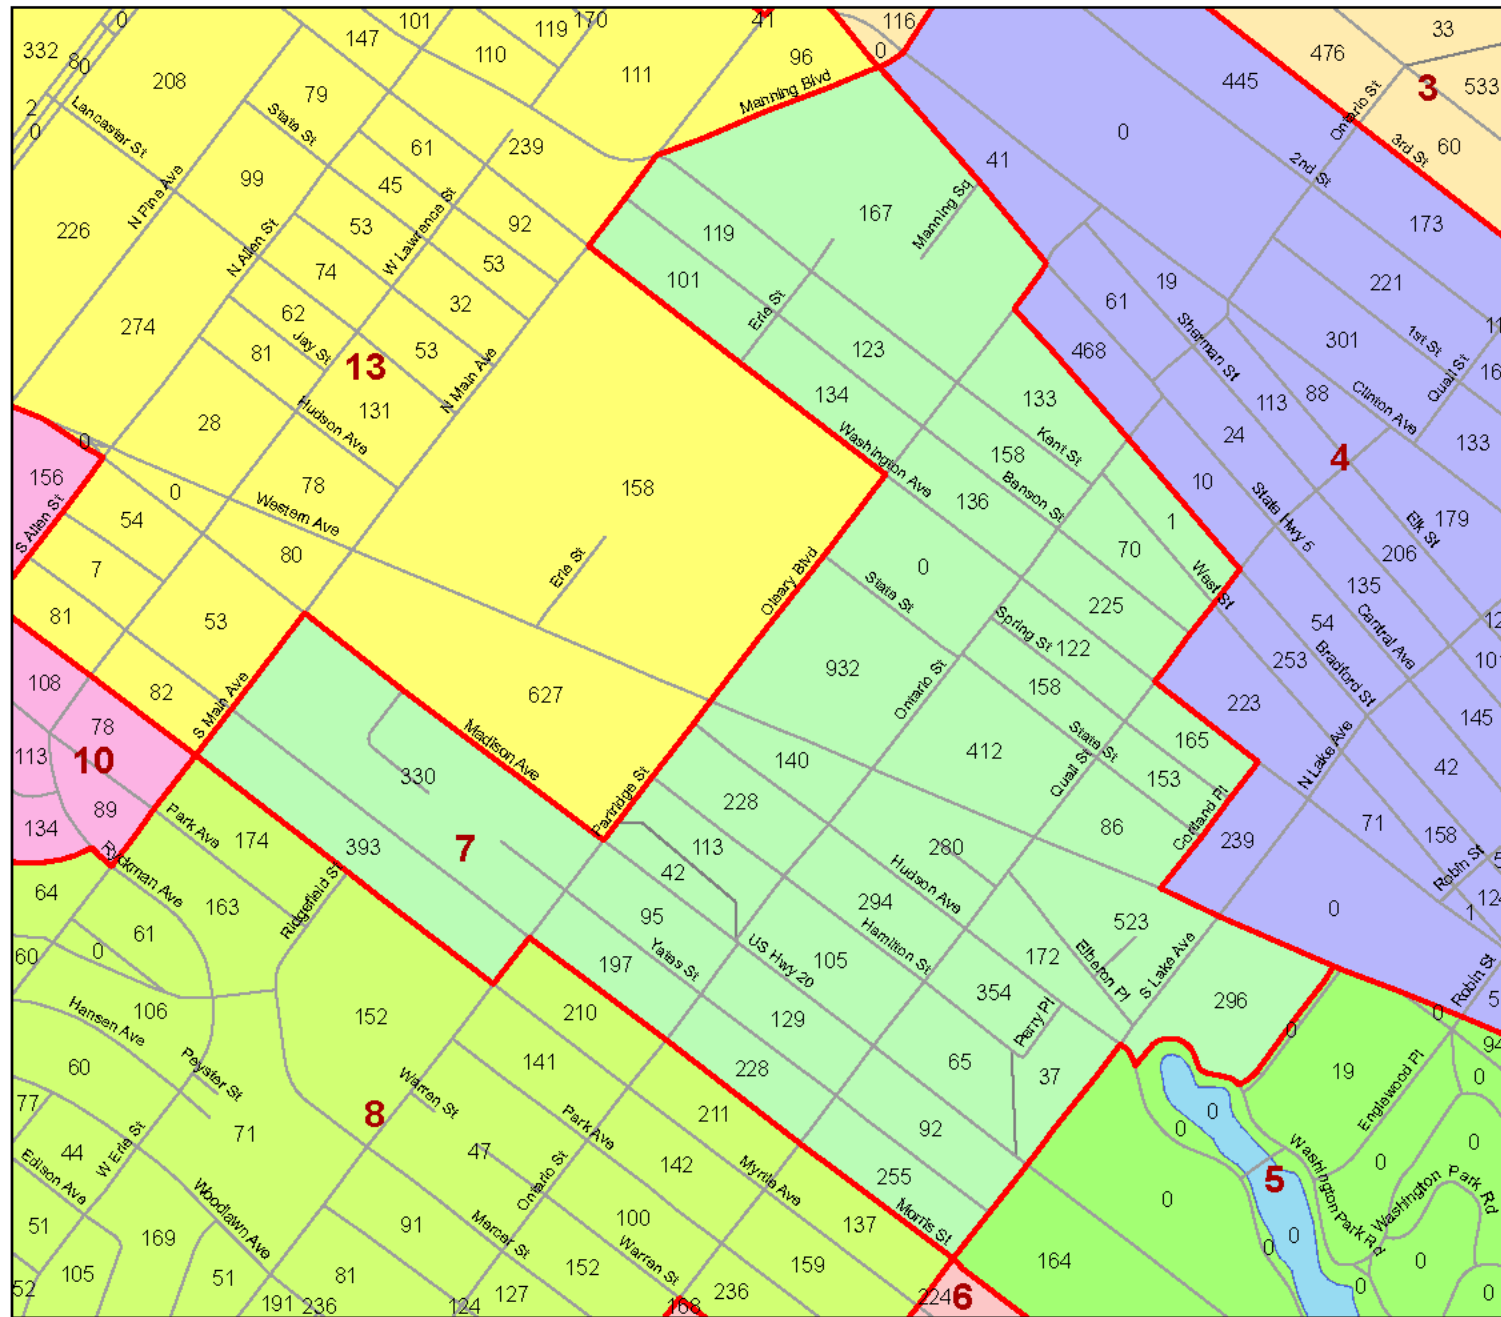 0
101
170
41
116
33
332
80
147
119
110
96
0
476
208
111
Manning Blvd
445
3
533
79
2
0
Lancaster St
State St
61
239
0
Ontario St
3rd St
60
99
45
41
2nd St
N Pine Ave
92
W Lawrence St
167
Manning Sq
226
53
119
173
N Allen St
74
53
101
19
221
62
32
Erie St
61
274
Jay St
53
123
468
Sherman St
301
1st St
11
81
13
N Main Ave
134
133
88
Quail St
16
28
Hudson Ave
131
Washington Ave
Kent St
113
Clinton Ave
0
158
24
133
156
78
158
Benson St
4
0
136
10
S Allen St
54
Western Ave
1
State Hwy 5
Elk St
179
7
80
Erie St
Oleary Blvd
0
70
West St
206
135
81
53
State St
Spring St
225
54
Central Ave
12
108
82
S Main Ave
627
932
Ontario St
122
253
Bradford St
101
78
158
223
145
113
10
330
Madison Ave
140
412
State St
165
N Lake Ave
42
134
89
Park Ave
Partridge St
228
Quail St
153
Cortland Pl
174
393
7
113
280
86
239
71
158
Robin St
5
64
Ryckman Ave
163
Ridgefield St
42
Hudson Ave
124
61
95
294
523
0
1
60
0
Yates St
US Hwy 20
Hamilton St
172
Elberon Pl
S Lake Ave
197
105
Robin St
106
152
210
354
296
5
Hansen Ave
129
Perry Pl
0
0
94
60
Peyster St
141
228
65
37
19
Englewood Pl
0
77
8
Warren St
211
0
44
71
W Erie St
Park Ave
92
0
0
Edison Ave
47
142
Myrtle Ave
255
5
Washington Park Rd
0
Woodlawn Ave
Ontario St
0
Washington Park Rd
51
169
91
Mercer St
100
137
Morris St
0
0
105
51
81
152
Warren St
159
164
0
52
191
236
124
127
168
236
224
6
0
0